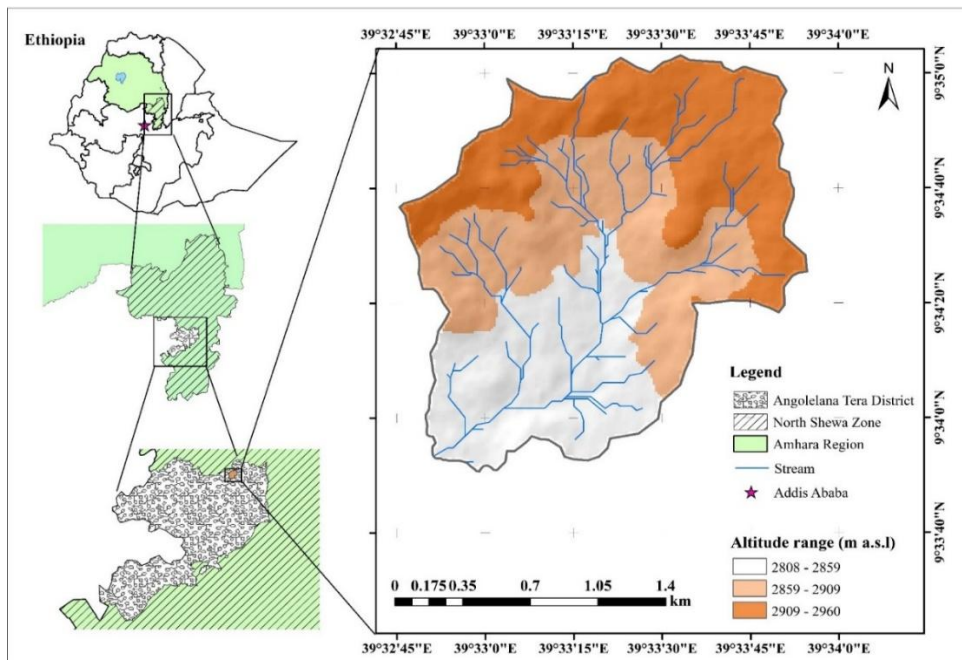 Ethiopia
39°32'45"E 39°33'0"E 39°33'15"E 39°33'30"E 39°33'45"E 39°34'0"E
N
9°35'0"N
9°34'40"N
9°34'20"N
9°34'0"N
9°33'40"N
Legend
Angolelana Tera District
North Shewa Zone
Amhara Region
Stream
Addis Ababa
Altitude range (m a.s.l)
2808 - 2859
2859 - 2909
2909 - 2960
0 0.175 0.35 0.7 1.05 1.4
km
39°32'45"E 39°33'0"E 39°33'15"E 39°33'30"E 39°33'45"E 39°34'0"E